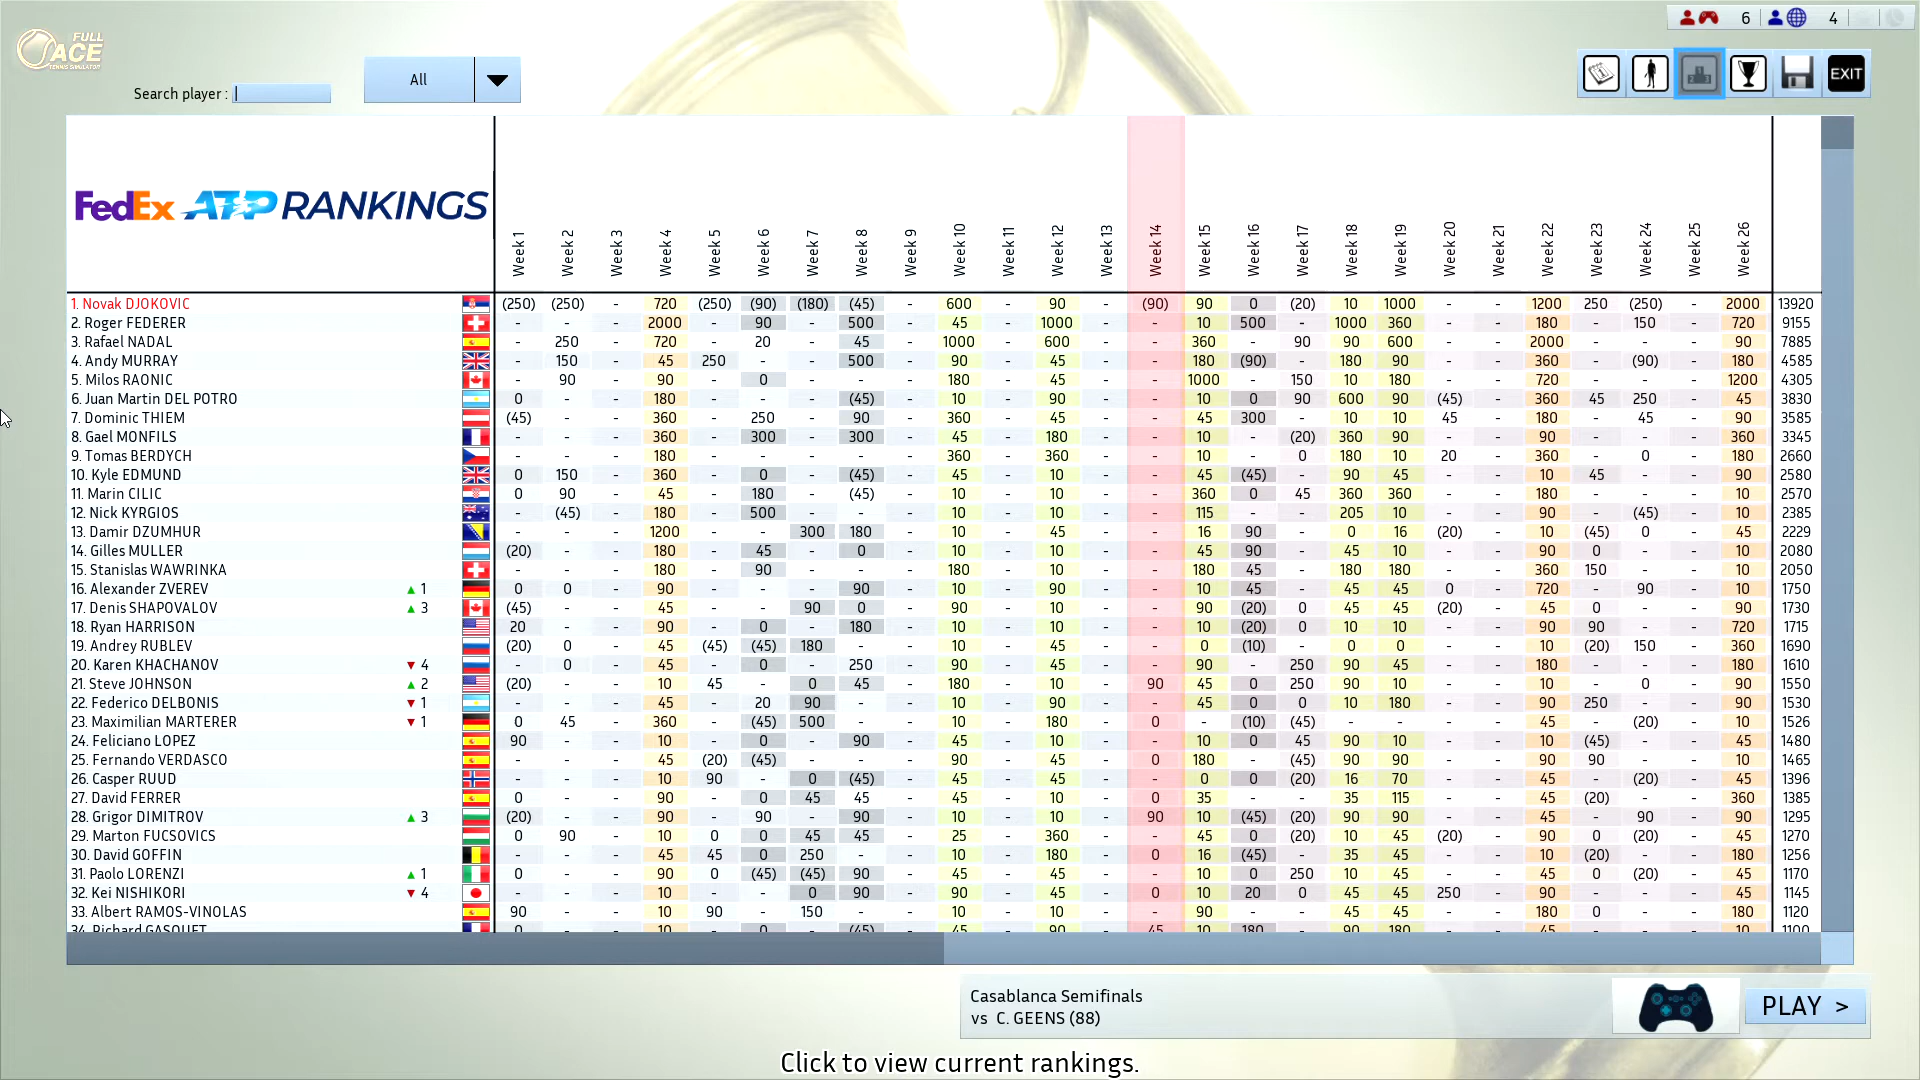 FULL ACE TENNIS SIMULATOR
6 4
Search player : All EXIT
FedEx ATP RANKINGS
Week 1 Week 2 Week 3 Week 4 Week 5 Week 6 Week 7 Week 8 Week 9 Week 10 Week 11 Week 12 Week 13 Week 14 Week 15 Week 16 Week 17 Week 18 Week 19 Week 20 Week 21 Week 22 Week 23 Week 24 Week 25 Week 26
1. Novak DJOKOVIC (250) (250) - 720 (250) (90) (180) (45) - 600 - 90 - (90) 90 0 (20) 10 1000 - - 1200 250 (250) - 2000 13920
2. Roger FEDERER - - - 2000 - 90 - 500 - 45 - 1000 - - 10 500 - 1000 360 - - 180 - 150 - 720 9155
3. Rafael NADAL - 250 - 720 - 20 - 45 - 1000 - 600 - - 360 - 90 90 600 - - 2000 - - - 90 7885
4. Andy MURRAY - 150 - 45 250 - - 500 - 90 - 45 - - 180 (90) - 180 90 - - 360 - (90) - 180 4585
5. Milos RAONIC - 90 - 90 - 0 - - - 180 - 45 - - 1000 - 150 10 180 - - 720 - - - 1200 4305
6. Juan Martin DEL POTRO 0 - - 180 - - - (45) - 10 - 90 - - 10 0 90 600 90 (45) - 360 45 250 - 45 3830
7. Dominic THIEM (45) - - 360 - 250 - 90 - 360 - 45 - - 45 300 - 10 10 45 - 180 - 45 - 90 3585
8. Gael MONFILS - - - 360 - 300 - 300 - 45 - 180 - - 10 - (20) 360 90 - - 90 - - - 360 3345
9. Tomas BERDYCH - - - 180 - - - - - 360 - 360 - - 10 - 0 180 10 20 - 360 - 0 - 180 2660
10. Kyle EDMUND 0 150 - 360 - 0 - (45) - 45 - 10 - - 45 (45) - 90 45 - - 10 45 - - 90 2580
11. Marin CILIC 0 90 - 45 - 180 - (45) - 10 - 10 - - 360 0 45 360 360 - - 180 - - - 10 2570
12. Nick KYRGIOS - (45) - 180 - 500 - - - 10 - 10 - - 115 - - 205 10 - - 90 - (45) - 10 2385
13. Damir DZUMHUR - - - 1200 - - 300 180 - 10 - 45 - - 16 90 - 0 16 (20) - 10 (45) 0 - 45 2229
14. Gilles MULLER (20) - - 180 - 45 - 0 - 10 - 10 - - 45 90 - 45 10 - - 90 0 - - 10 2080
15. Stanislas WAWRINKA - - - 180 - 90 - - - 180 - 10 - - 180 45 - 180 180 - - 360 150 - - 10 2050
16. Alexander ZVEREV ▲ 1 0 0 - 90 - - - 90 - 10 - 90 - - 10 45 - 45 45 0 - 720 - 90 - 10 1750
17. Denis SHAPOVALOV ▲ 3 (45) - - 45 - - 90 0 - 90 - 10 - - 90 (20) 0 45 45 (20) - 45 0 - - 90 1730
18. Ryan HARRISON 20 - - 90 - 0 - 180 - 10 - 10 - - 10 (20) 0 10 10 - - 90 90 - - 720 1715
19. Andrey RUBLEV (20) 0 - 45 (45) (45) 180 - - 10 - 45 - - 0 (10) - 0 0 - - 10 (20) 150 - 360 1690
20. Karen KHACHANOV ▼ 4 - 0 - 45 - 0 - 250 - 90 - 45 - - 90 - 250 90 45 - - 180 - - - 180 1610
21. Steve JOHNSON ▲ 2 (20) - - 10 45 - 0 45 - 180 - 10 - 90 45 0 250 90 10 - - 10 - 0 - 90 1550
22. Federico DELBONIS ▼ 1 - - - 45 - 20 90 - - 10 - 90 - - 45 0 0 10 180 - - 90 250 - - 90 1530
23. Maximilian MARTERER ▼ 1 0 45 - 360 - (45) 500 - - 10 - 180 - 0 - (10) (45) - - - - 45 - (20) - 10 1526
24. Feliciano LOPEZ 90 - - 10 - 0 - 90 - 45 - 10 - - 10 0 45 90 10 - - 10 (45) - - 45 1480
25. Fernando VERDASCO - - - 45 (20) (45) - - - 90 - 45 - 0 180 - (45) 90 90 - - 90 90 - - 10 1465
26. Casper RUUD - - - 10 90 - 0 (45) - 45 - 45 - - 0 0 (20) 16 70 - - 45 - (20) - 45 1396
27. David FERRER 0 - - 90 - 0 45 45 - 45 - 10 - 0 35 - - 35 115 - - 45 (20) - - 360 1385
28. Grigor DIMITROV ▲ 3 (20) - - 90 - 90 - 90 - 10 - 10 - 90 10 (45) (20) 90 90 - - 90 - 90 - 90 1295
29. Marton FUCSOVICS 0 90 - 10 0 0 45 45 - 25 - 360 - - 45 0 (20) 10 45 (20) - 90 0 (20) - 45 1270
30. David GOFFIN - - - 45 45 0 250 - - 10 - 180 - 0 16 (45) - 35 45 - - 10 (20) - - 180 1256
31. Paolo LORENZI ▲ 1 0 - - 90 0 (45) (45) 90 - 45 - 45 - - 10 0 250 10 45 - - 45 0 (20) - 45 1170
32. Kei NISHIKORI ▼ 4 - - - 10 - - 0 90 - 90 - 45 - 0 10 20 0 45 45 250 - 90 - - - 45 1145
33. Albert RAMOS-VINOLAS 90 - - 10 90 - 150 - - 10 - 10 - - 90 - - 45 45 - - 180 0 - - 180 1120
34. Richard GASQUET 0 - - 10 - 0 - (45) - 45 - 90 - 45 10 180 - 90 180 - - 45 - - - 10 1100
Casablanca Semifinals
vs C. GEENS (88)
PLAY >
Click to view current rankings.